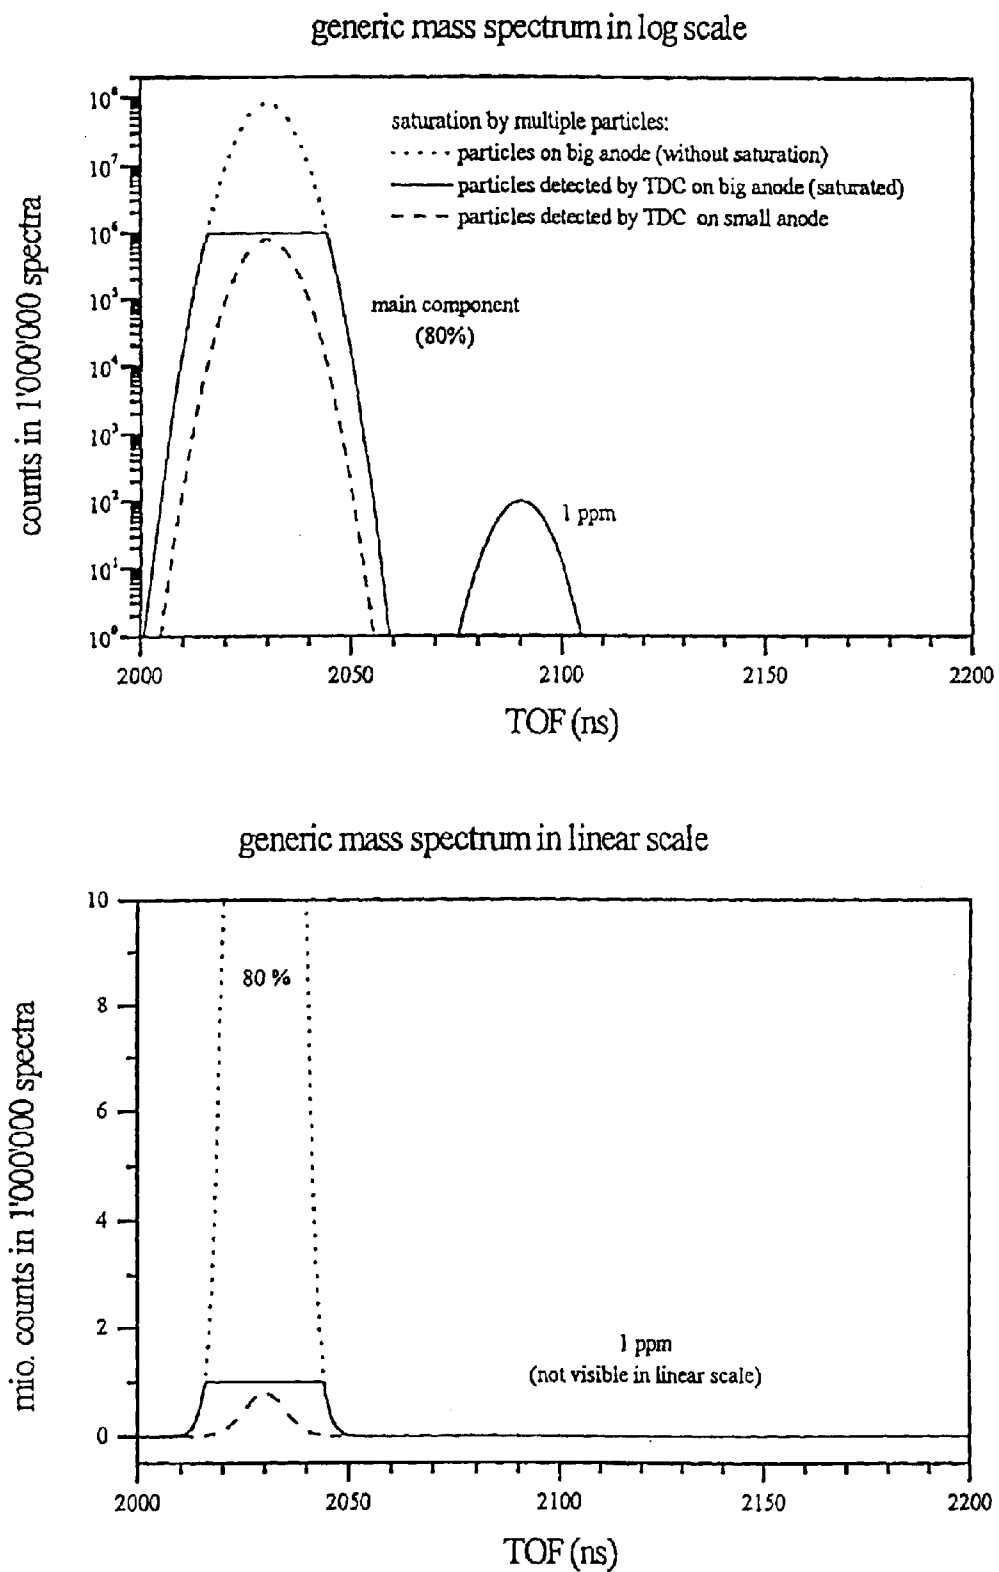 generic mass spectrum in log scale
counts in 1'000'000 spectra
10⁸
10⁷
10⁶
10⁵
10⁴
10³
10²
10¹
10⁰
saturation by multiple particles:
particles on big anode (without saturation)
particles detected by TDC on big anode (saturated)
particles detected by TDC on small anode
main component
(80%)
1 ppm
2000 2050 2100 2150 2200
TOF (ns)
generic mass spectrum in linear scale
mio. counts in 1'000'000 spectra
10
8
6
4
2
0
80 %
1 ppm
(not visible in linear scale)
2000 2050 2100 2150 2200
TOF (ns)